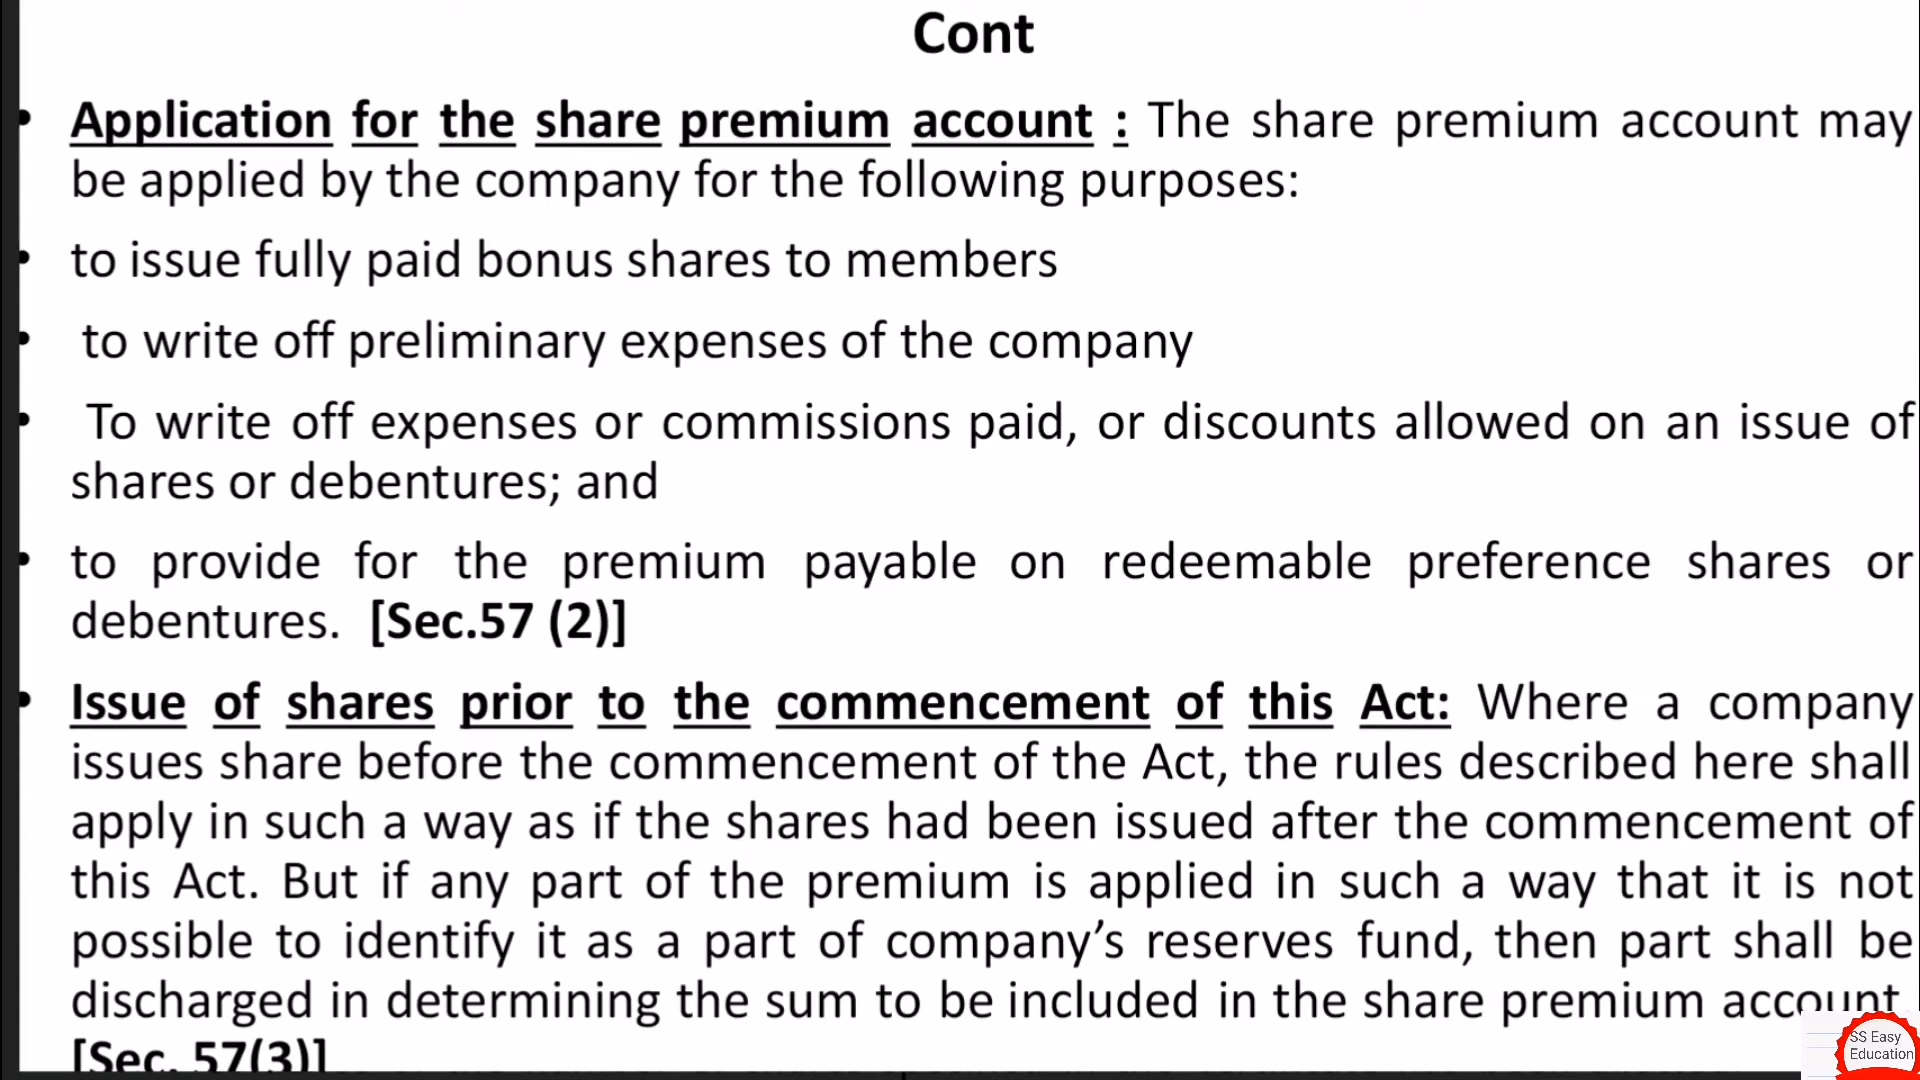 Cont
• Application for the share premium account : The share premium account may
be applied by the company for the following purposes:
• to issue fully paid bonus shares to members
• to write off preliminary expenses of the company
• To write off expenses or commissions paid, or discounts allowed on an issue of
shares or debentures; and
• to provide for the premium payable on redeemable preference shares or
debentures. [Sec.57 (2)]
• Issue of shares prior to the commencement of this Act: Where a company
issues share before the commencement of the Act, the rules described here shall
apply in such a way as if the shares had been issued after the commencement of
this Act. But if any part of the premium is applied in such a way that it is not
possible to identify it as a part of company’s reserves fund, then part shall be
discharged in determining the sum to be included in the share premium account.
[Sec. 57(3)]
SS Easy
Education